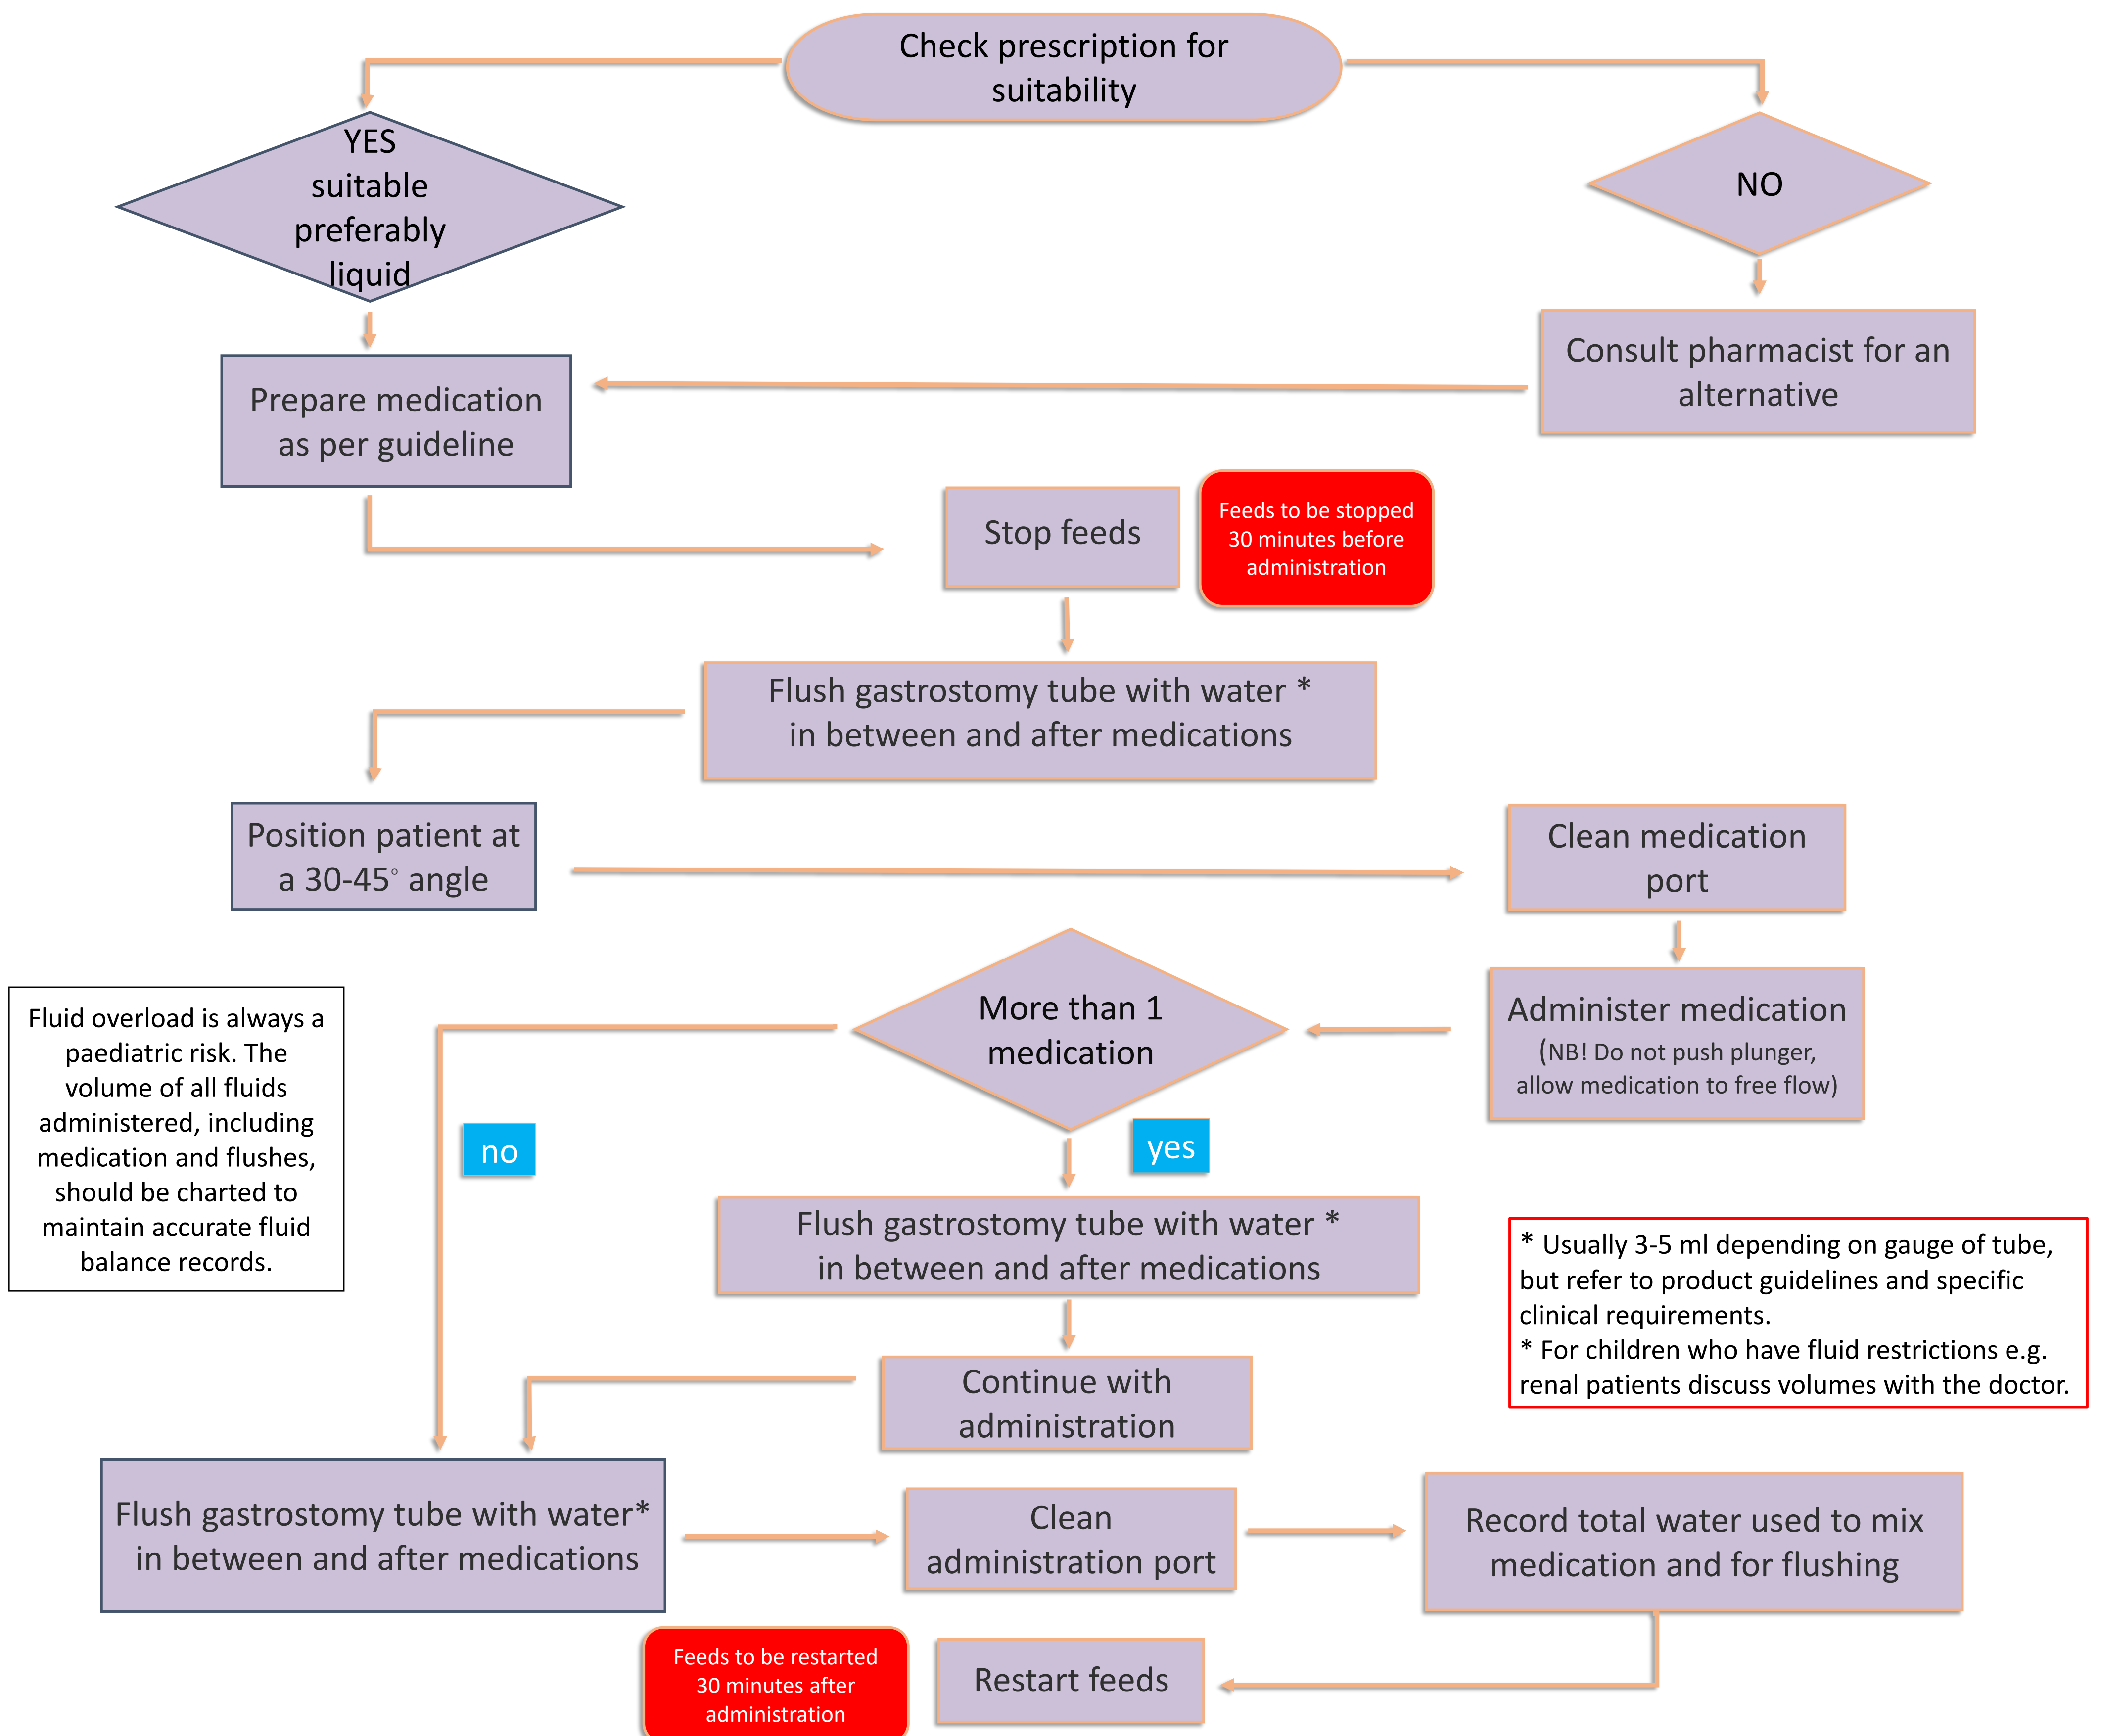 Check prescription for
suitability
YES
suitable
preferably
liquid
NO
Consult pharmacist for an
alternative
Prepare medication
as per guideline
Stop feeds
Feeds to be stopped
30 minutes before
administration
Flush gastrostomy tube with water *
in between and after medications
Position patient at
a 30-45° angle
Clean medication
port
Administer medication
(NB! Do not push plunger,
allow medication to free flow)
More than 1
medication
Fluid overload is always a
paediatric risk. The
volume of all fluids
administered, including
medication and flushes,
should be charted to
maintain accurate fluid
balance records.
no
yes
Flush gastrostomy tube with water *
in between and after medications
* Usually 3-5 ml depending on gauge of tube,
but refer to product guidelines and specific
clinical requirements.
* For children who have fluid restrictions e.g.
renal patients discuss volumes with the doctor.
Continue with
administration
Flush gastrostomy tube with water*
in between and after medications
Clean
administration port
Record total water used to mix
medication and for flushing
Feeds to be restarted
30 minutes after
administration
Restart feeds